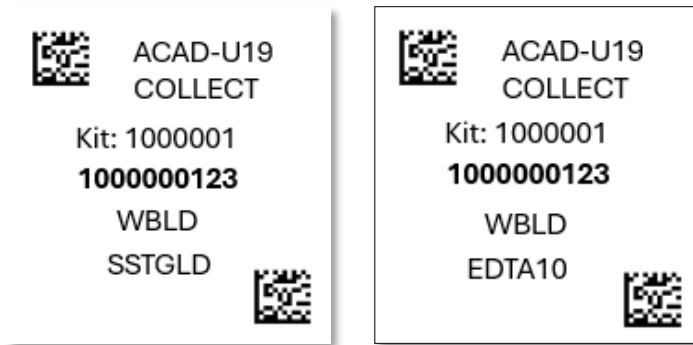 ACAD-U19
COLLECT
Kit: 1000001
1000000123
WBLD
SSTGLD
ACAD-U19
COLLECT
Kit: 1000001
1000000123
WBLD
EDTA10